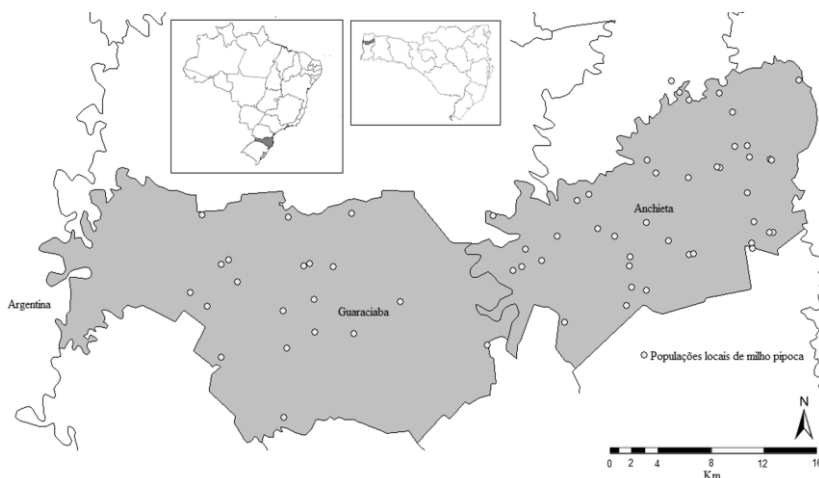 Anchieta
Argentina
Guaraciaba
Populações locais de milho pipoca
N
0 2 4 8 12 16
Km